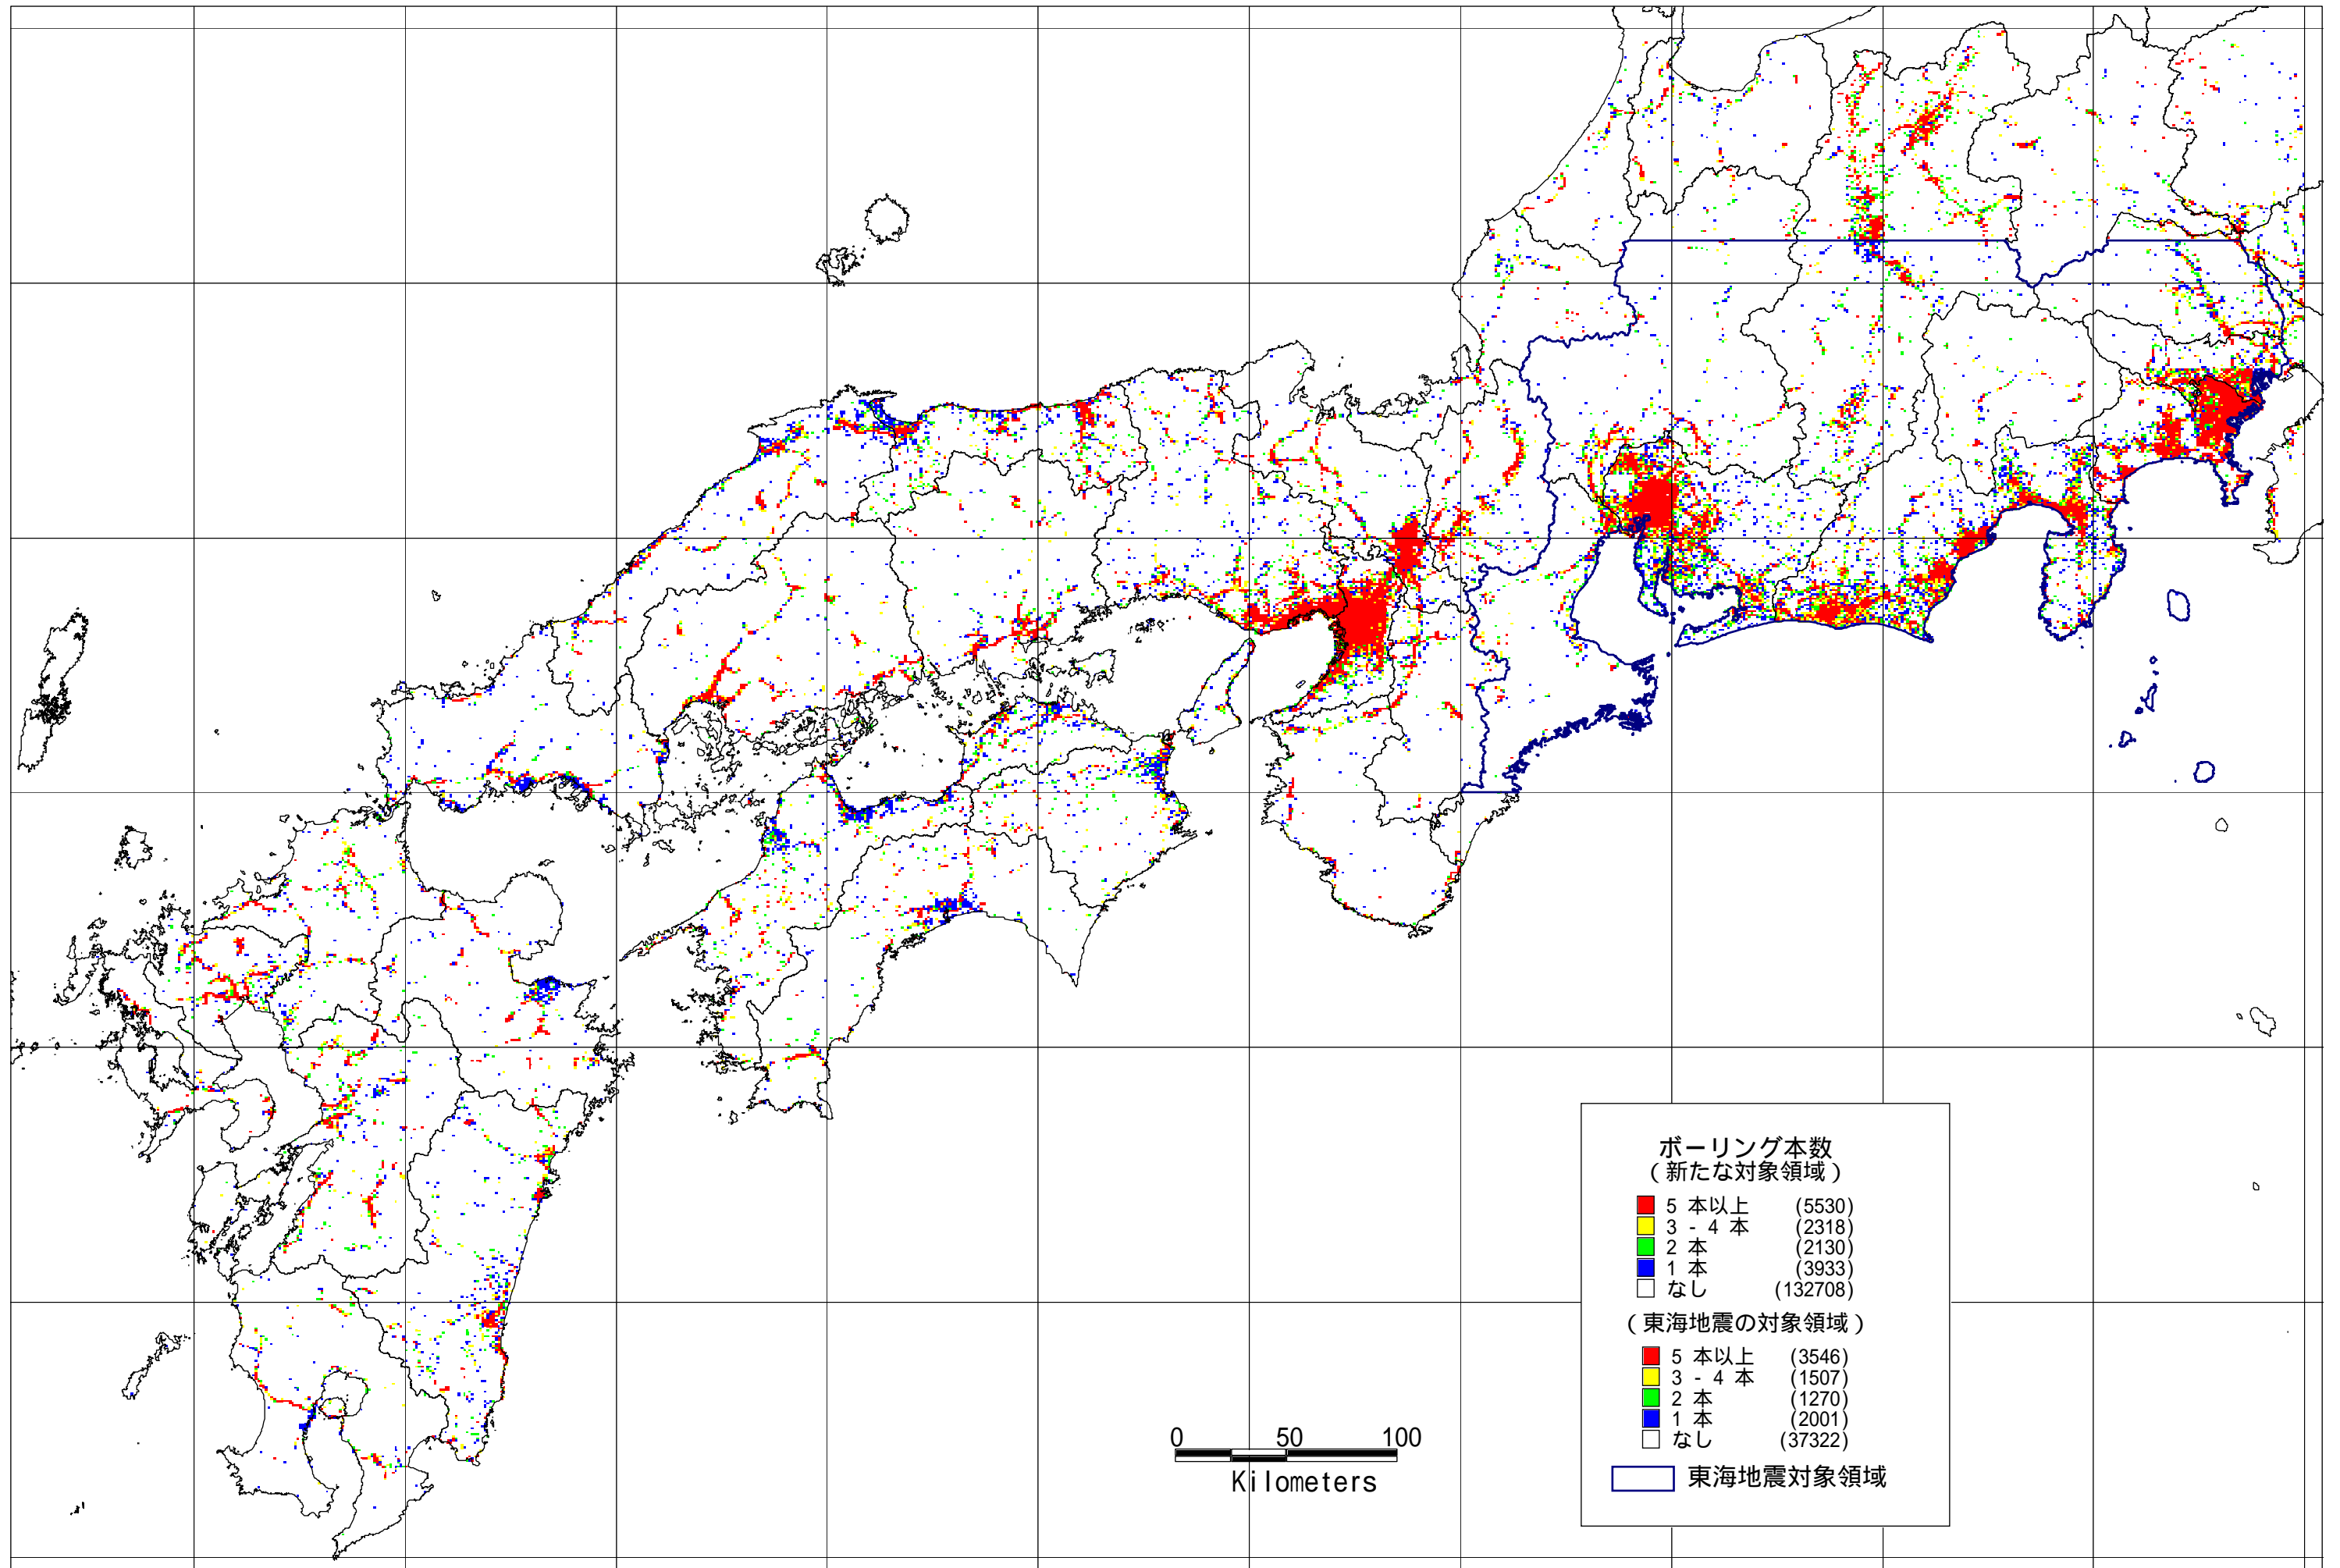 ボーリング本数
(新たな対象領域)
5 本以上 (5530)
3 - 4 本 (2318)
2 本 (2130)
1 本 (3933)
なし (132708)
(東海地震の対象領域)
5 本以上 (3546)
3 - 4 本 (1507)
2 本 (1270)
1 本 (2001)
なし (37322)
東海地震対象領域
0 50 100
Kilometers